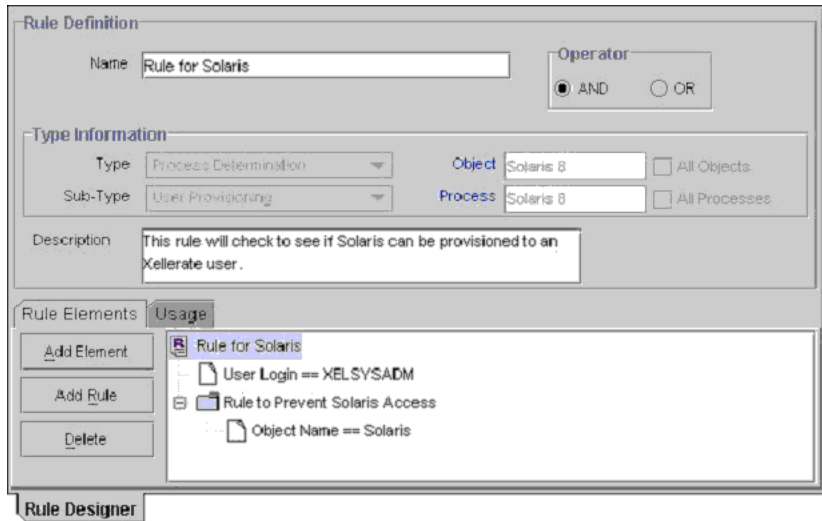 Rule Definition
Name Rule for Solaris
Operator
AND OR
Type Information
Type Process Determination Object Solaris 8 All Objects
Sub-Type User Provisioning Process Solaris 8 All Processes
Description This rule will check to see if Solaris can be provisioned to an
Xellerate user.
Rule Elements Usage
Add Element
Add Rule
Delete
Rule for Solaris
User Login == XELSYSADM
Rule to Prevent Solaris Access
Object Name == Solaris
Rule Designer